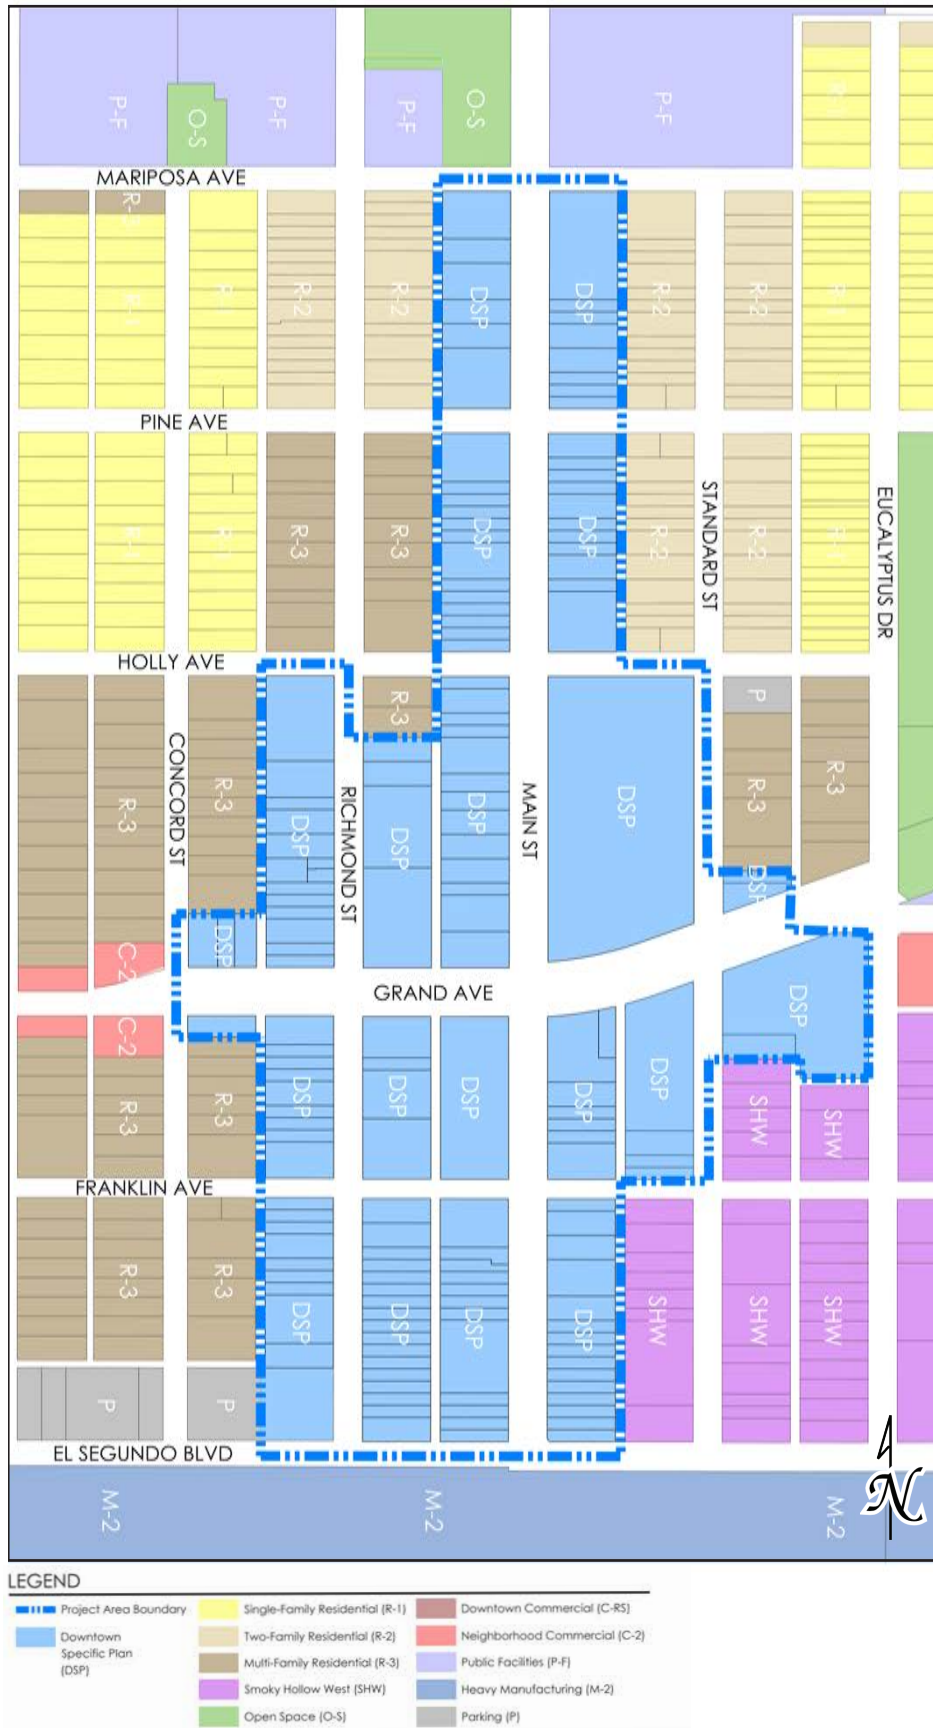 P-F
O-S
P-F
P-F
O-S
P-F
R-1
MARIPOSA AVE
R-3
R-1
R-1
R-2
R-2
DSP
DSP
R-2
R-2
R-1
PINE AVE
R-1
R-1
R-3
R-3
DSP
DSP
R-2
STANDARD ST
R-2
R-1
EUCALYPTUS DR
HOLLY AVE
R-3
P
CONCORD ST
R-3
R-3
DSP
RICHMOND ST
DSP
DSP
MAIN ST
DSP
R-3
R-3
DSP
DSP
C-2
GRAND AVE
DSP
C-2
R-3
R-3
DSP
DSP
DSP
DSP
DSP
SHW
SHW
FRANKLIN AVE
R-3
R-3
DSP
DSP
DSP
DSP
SHW
SHW
SHW
P
P
EL SEGUNDO BLVD
M-2
M-2
M-2
N
LEGEND
Project Area Boundary
Downtown
Specific Plan
(DSP)
Single-Family Residential (R-1)
Two-Family Residential (R-2)
Multi-Family Residential (R-3)
Smoky Hollow West (SHW)
Open Space (O-S)
Downtown Commercial (C-RS)
Neighborhood Commercial (C-2)
Public Facilities (P-F)
Heavy Manufacturing (M-2)
Parking (P)